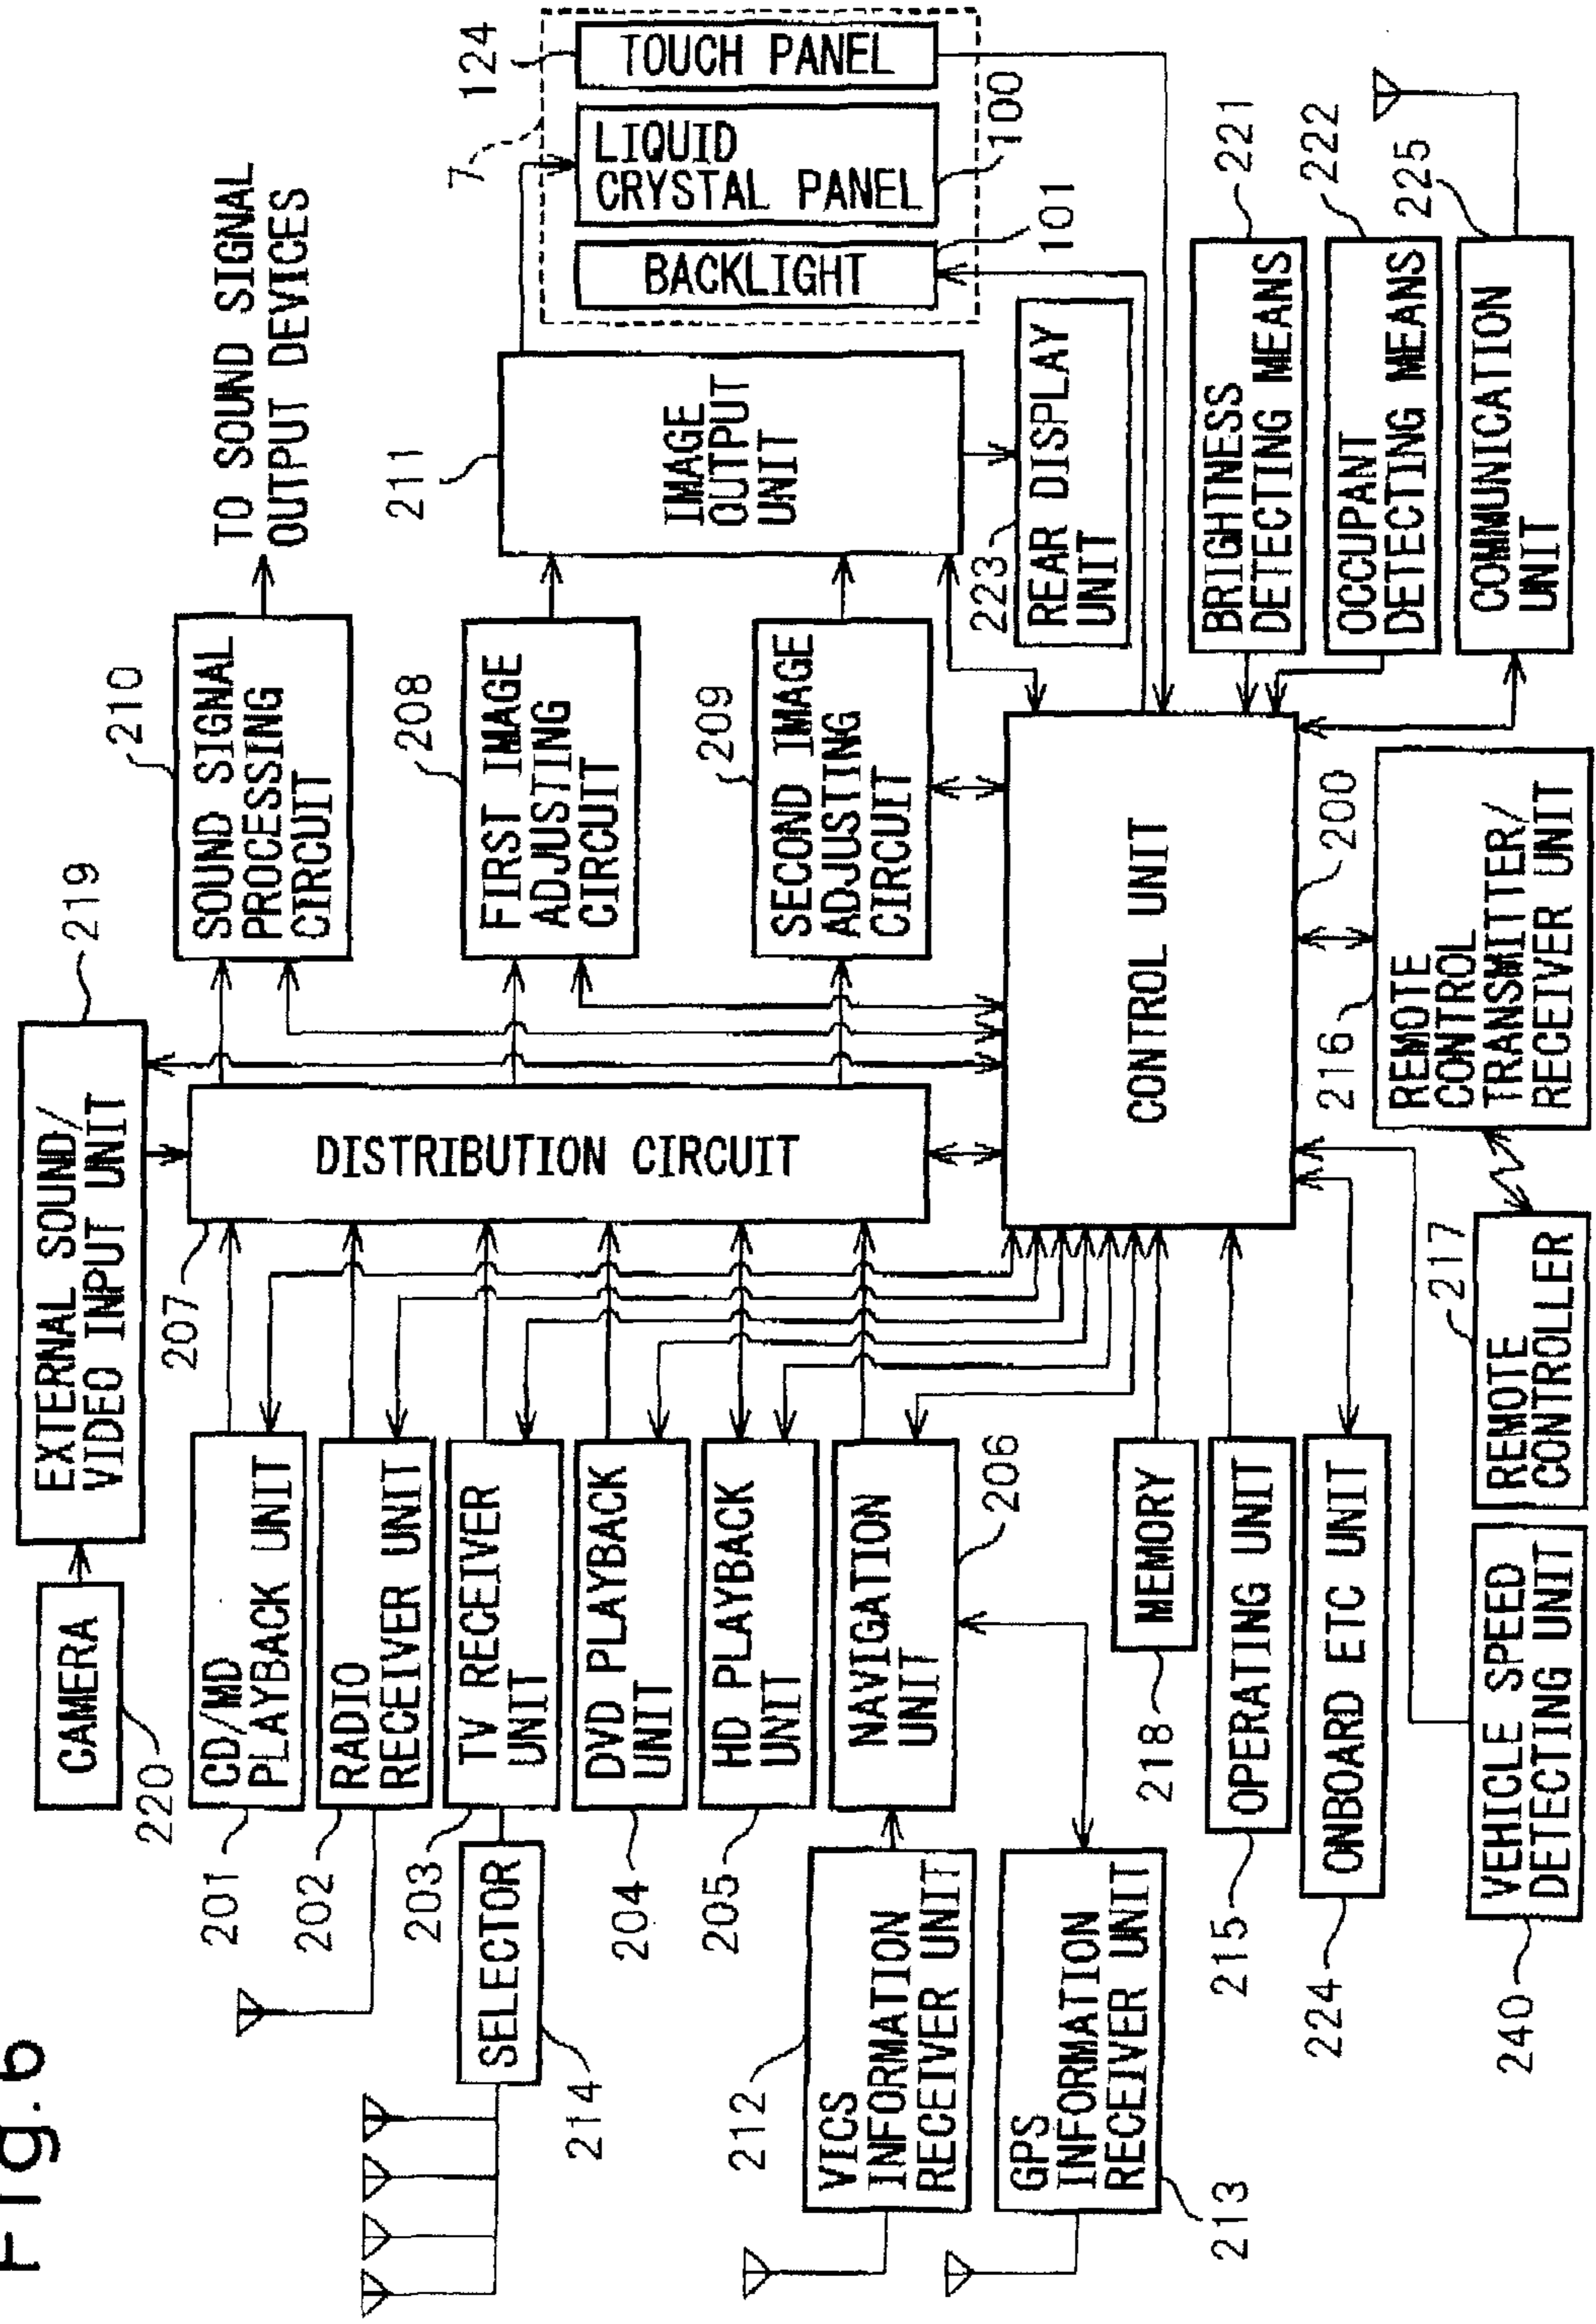 Fig.6
CAMERA
220
EXTERNAL SOUND/
VIDEO INPUT UNIT
219
TO SOUND SIGNAL
OUTPUT DEVICES
CD/MD
PLAYBACK UNIT
201
RADIO
RECEIVER UNIT
202
TV RECEIVER
UNIT
203
SELECTOR
214
DVD PLAYBACK
UNIT
204
HD PLAYBACK
UNIT
205
NAVIGATION
UNIT
206
VICS
INFORMATION
RECEIVER UNIT
212
GPS
INFORMATION
RECEIVER UNIT
213
DISTRIBUTION CIRCUIT
207
SOUND SIGNAL
PROCESSING
CIRCUIT
210
FIRST IMAGE
ADJUSTING
CIRCUIT
208
SECOND IMAGE
ADJUSTING
CIRCUIT
209
IMAGE
OUTPUT
UNIT
211
7
124
TOUCH PANEL
LIQUID
CRYSTAL PANEL
100
BACKLIGHT
101
223
REAR DISPLAY
UNIT
CONTROL UNIT
200
MEMORY
218
OPERATING UNIT
215
ONBOARD ETC UNIT
224
VEHICLE SPEED
DETECTING UNIT
240
217
REMOTE
CONTROLLER
216
REMOTE
CONTROL
TRANSMITTER/
RECEIVER UNIT
BRIGHTNESS
DETECTING MEANS
221
OCCUPANT
DETECTING MEANS
222
COMMUNICATION
UNIT
225